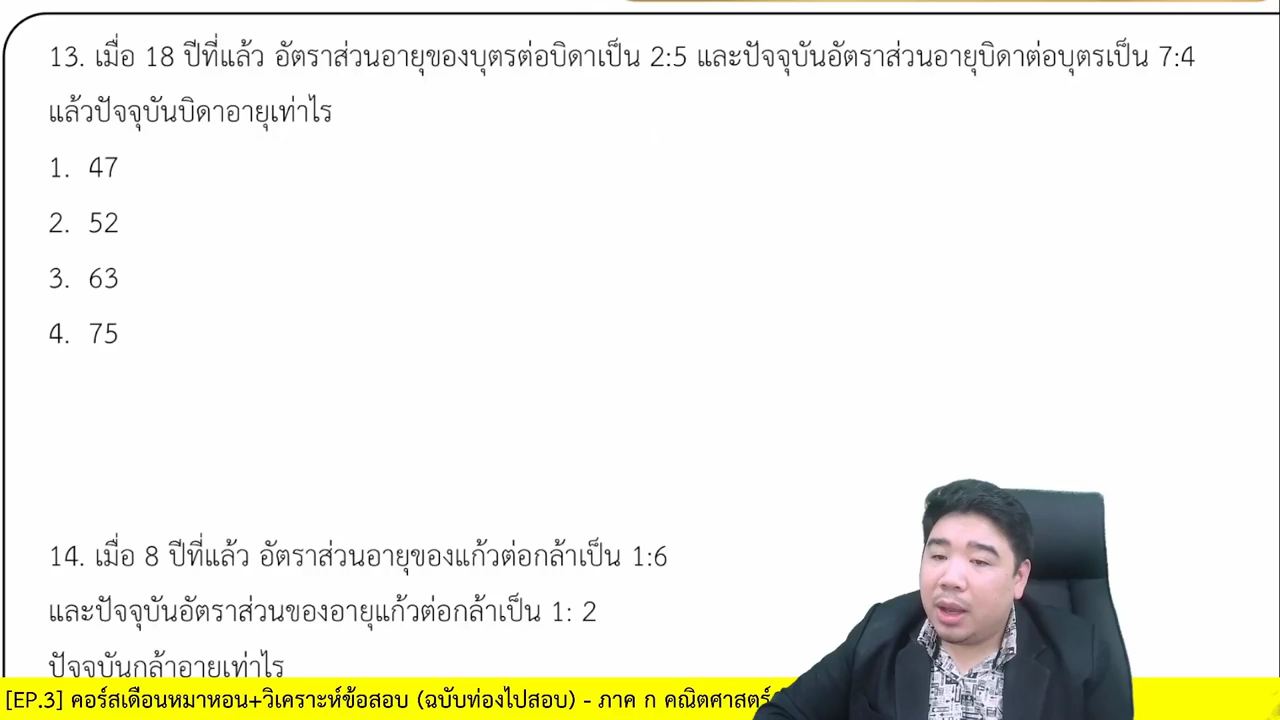 13. เมื่อ 18 ปีที่แล้ว อัตราส่วนอายุของบุตรต่อบิดาเป็น 2:5 และปัจจุบันอัตราส่วนอายุบิดาต่อบุตรเป็น 7:4
แล้วปัจจุบันบิดาอายุเท่าไร
1. 47
2. 52
3. 63
4. 75
14. เมื่อ 8 ปีที่แล้ว อัตราส่วนอายุของแก้วต่อกล้าเป็น 1:6
และปัจจุบันอัตราส่วนของอายุแก้วต่อกล้าเป็น 1: 2
ปัจจุบันกล้าอายุเท่าไร
[EP.3] คอร์สเดือนหมาหอน+วิเคราะห์ข้อสอบ (ฉบับท่องไปสอบ) - ภาค ก คณิตศาสตร์